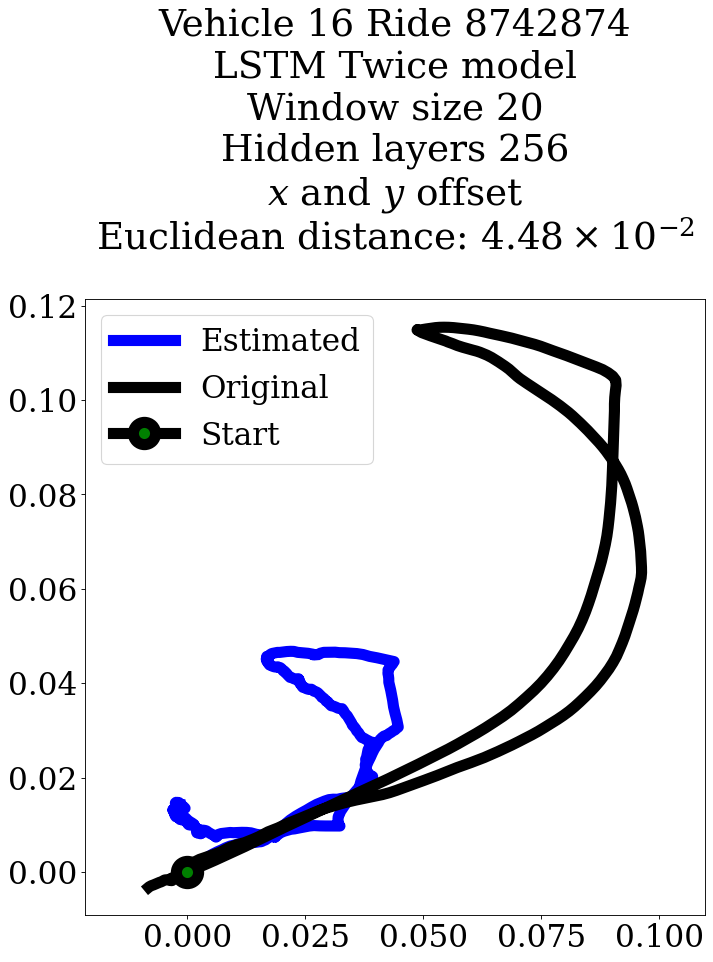 Vehicle 16 Ride 8742874
LSTM Twice model
Window size 20
Hidden layers 256
x and y offset
Euclidean distance: 4.48 × 10⁻²
Estimated
Original
Start
0.12
0.10
0.08
0.06
0.04
0.02
0.00
0.000 0.025 0.050 0.075 0.100